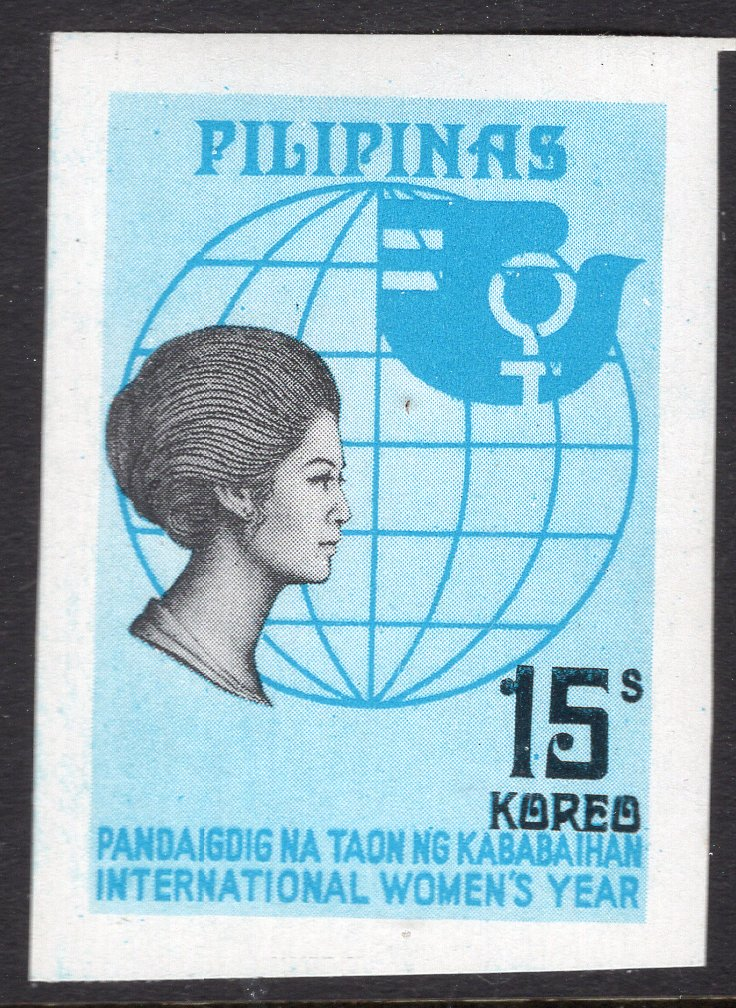 PILIPINAS
15s
KOREO
PANDAIGDIG NA TAON NG KABABAIHAN
INTERNATIONAL WOMEN'S YEAR